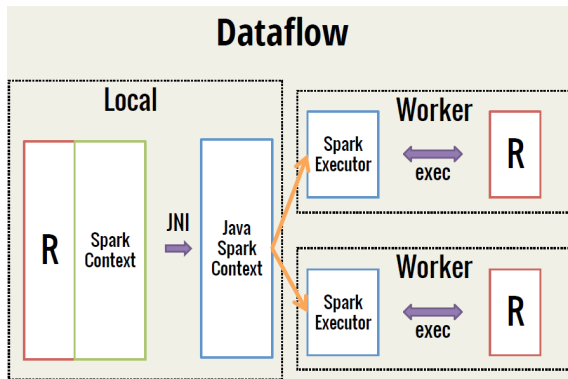 Dataflow
Local
R
Spark
Context
JNI
Java
Spark
Context
Worker
Spark
Executor
exec
R
Worker
Spark
Executor
exec
R